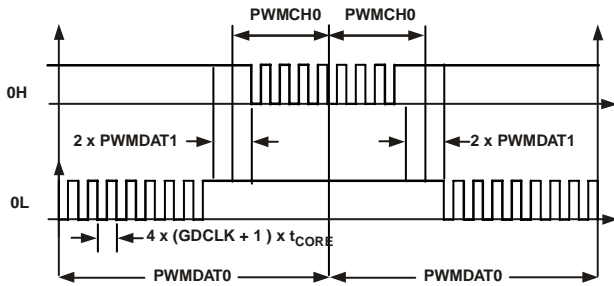 PWMCH0 PWMCH0
0H
2 x PWMDAT1 2 x PWMDAT1
0L
4 x (GDCLK + 1 ) x tCORE
PWMDAT0 PWMDAT0